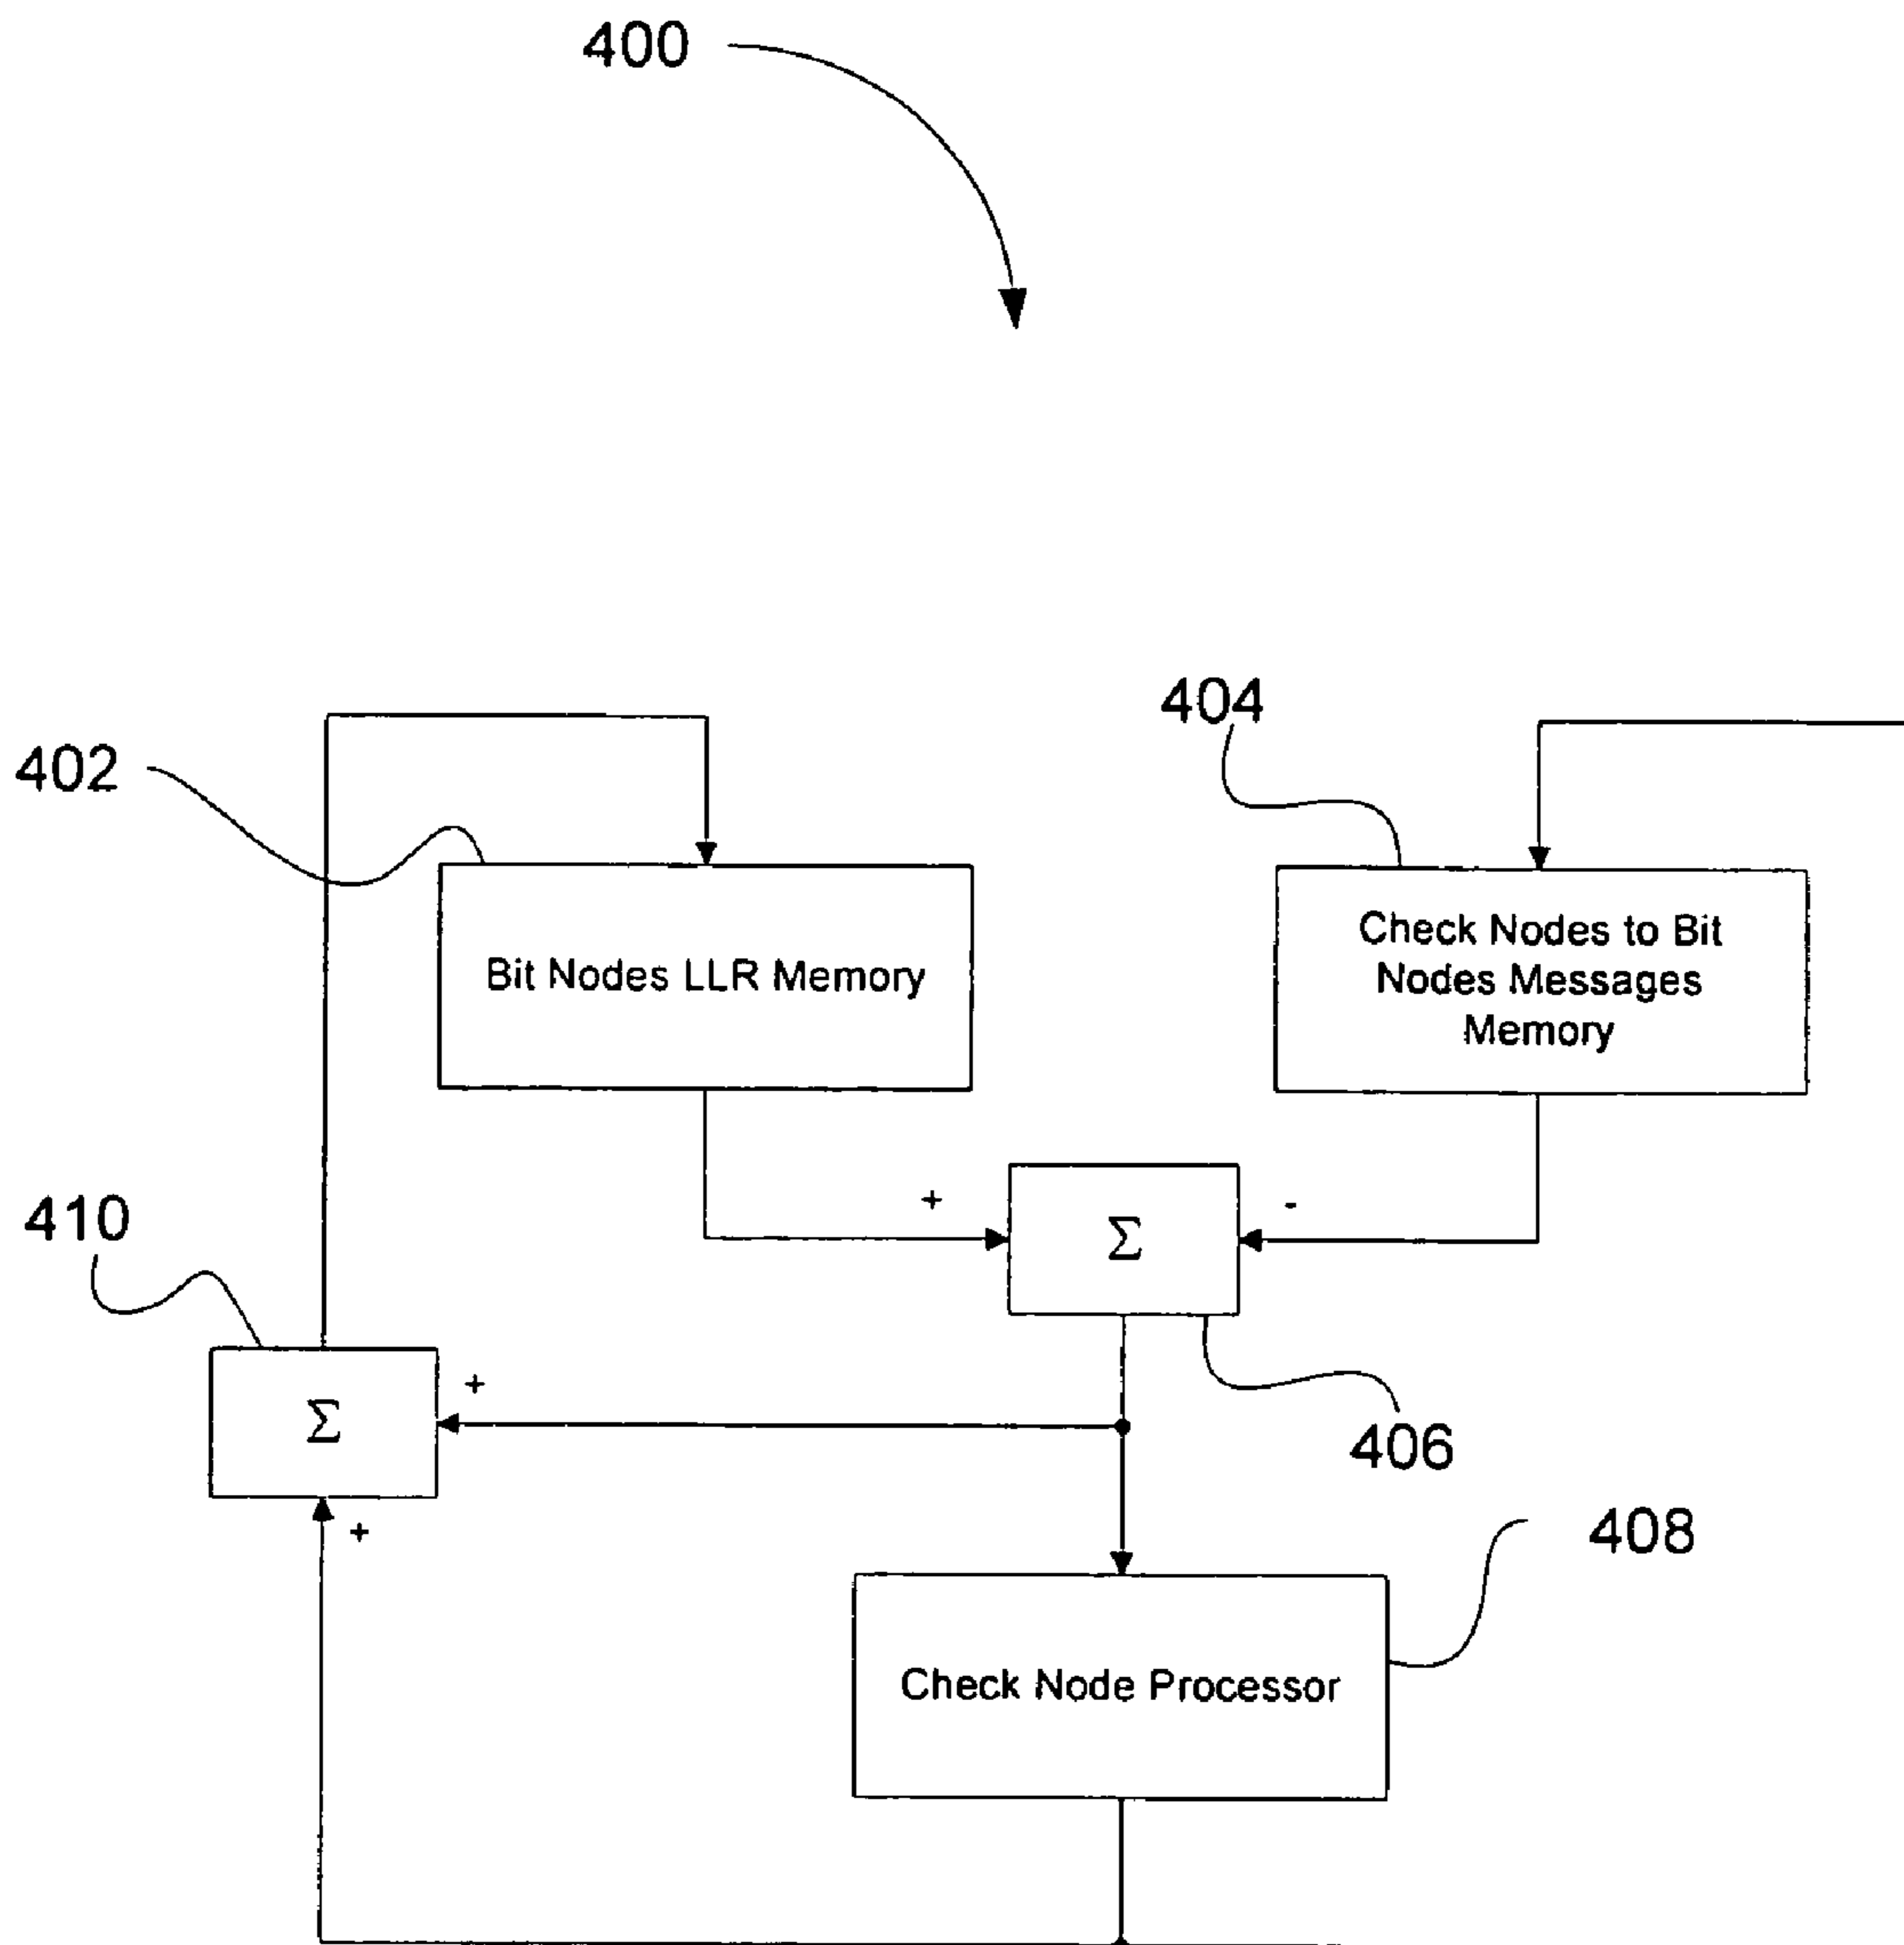 400
404
402
Check Nodes to Bit
Nodes Messages
Memory
Bit Nodes LLR Memory
+
-
Σ
410
+
Σ
406
+
408
Check Node Processor